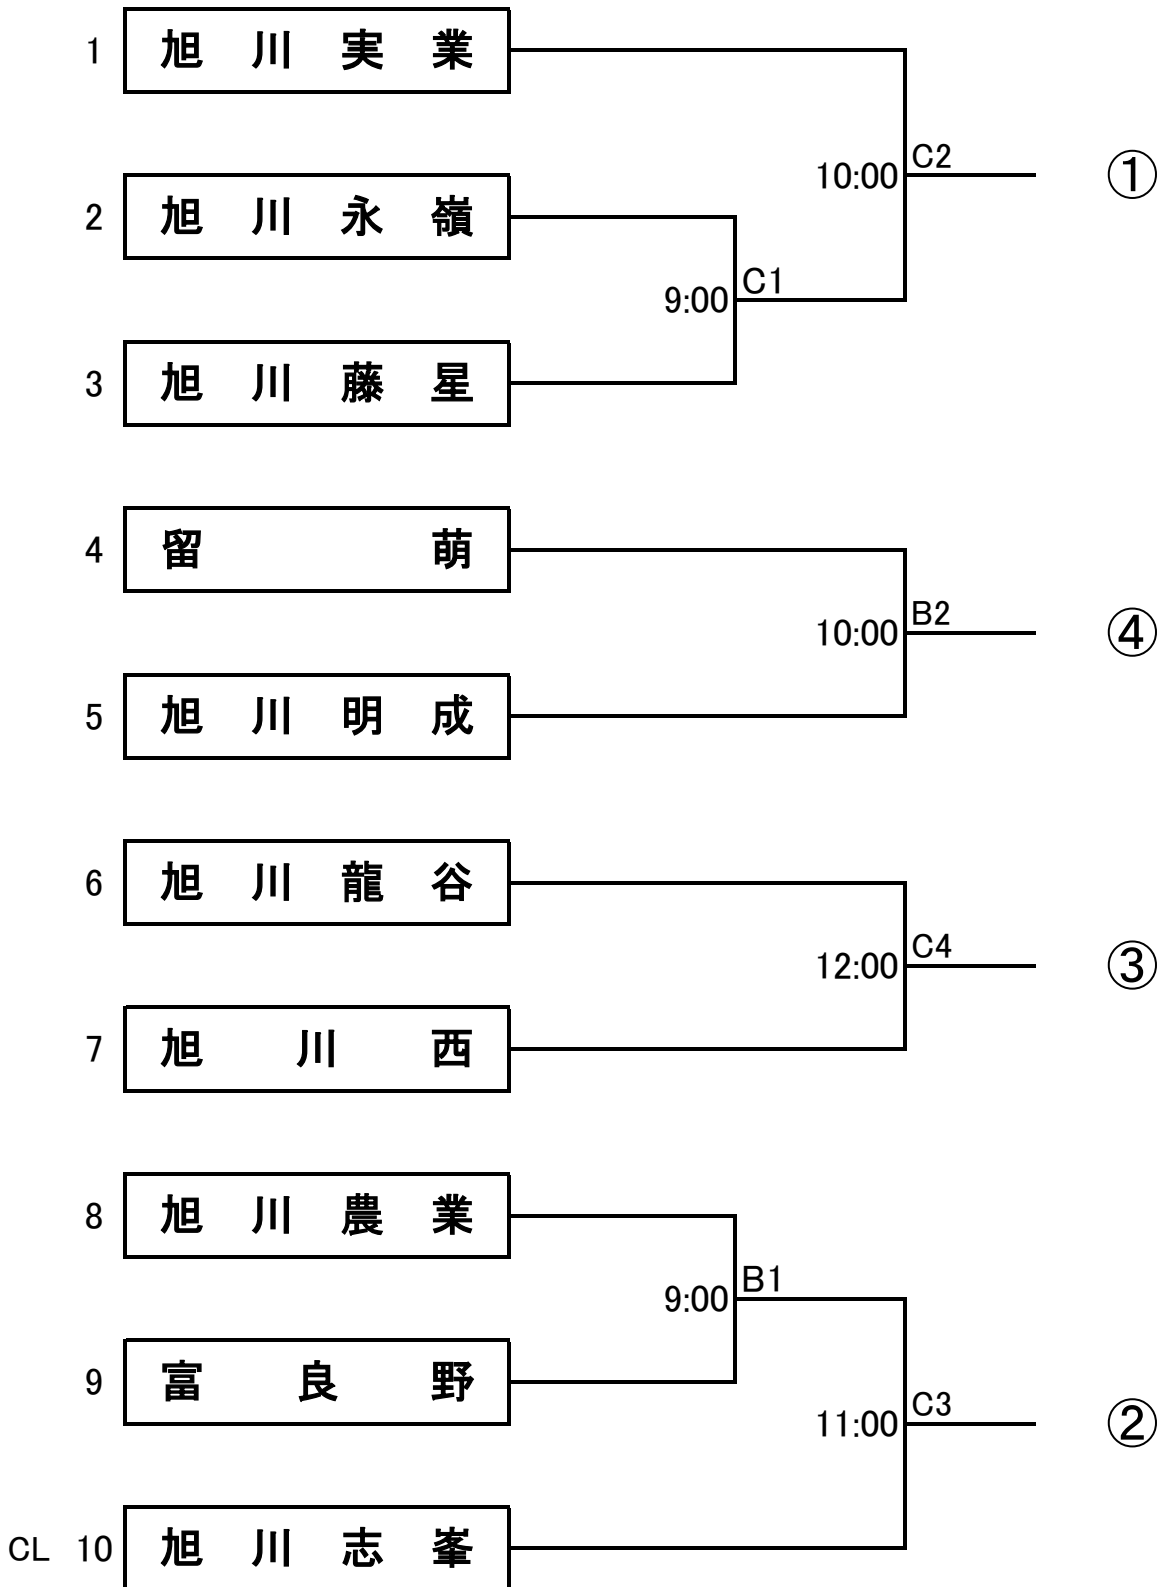 1 旭川実業
10:00 C2 ①
2 旭川永嶺
9:00 C1
3 旭川藤星
4 留萌
10:00 B2 ④
5 旭川明成
6 旭川龍谷
12:00 C4 ③
7 旭川西
8 旭川農業
9:00 B1
9 富良野
11:00 C3 ②
CL 10 旭川志峯